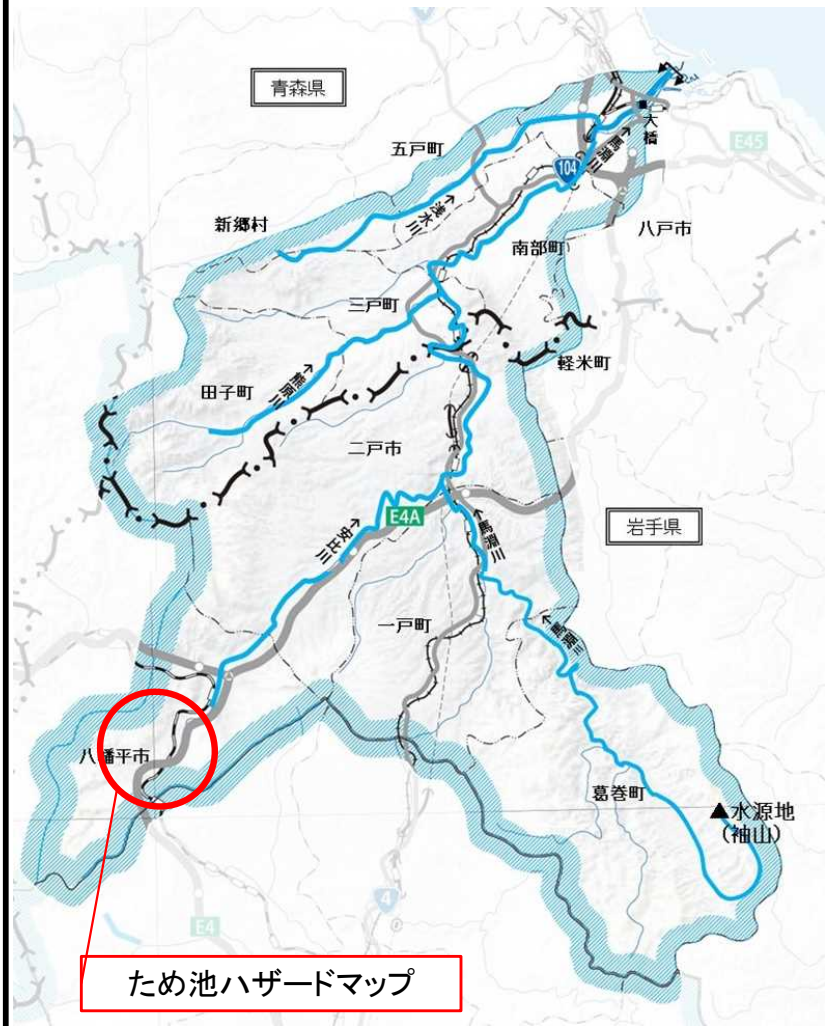 青森県
大橋
五戸町
E45
104
↑馬淵川
新郷村
↑浅水川
南部町
八戸市
三戸町
軽米町
田子町
↑熊原川
二戸市
E4A
岩手県
↑安比川
↑馬淵川
一戸町
↑馬淵川
八幡平市
葛巻町
▲水源地
(袖山)
4
E4
ため池ハザードマップ